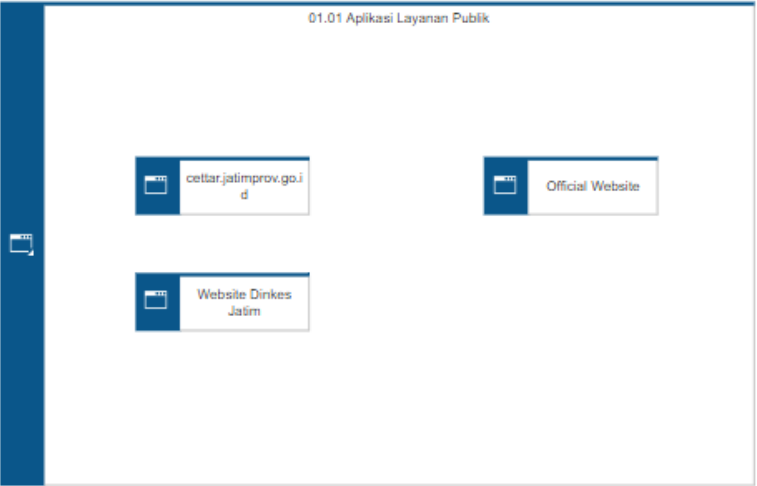 01.01 Aplikasi Layanan Publik
cettar.jatimprov.go.i
d
Official Website
Website Dinkes
Jatim